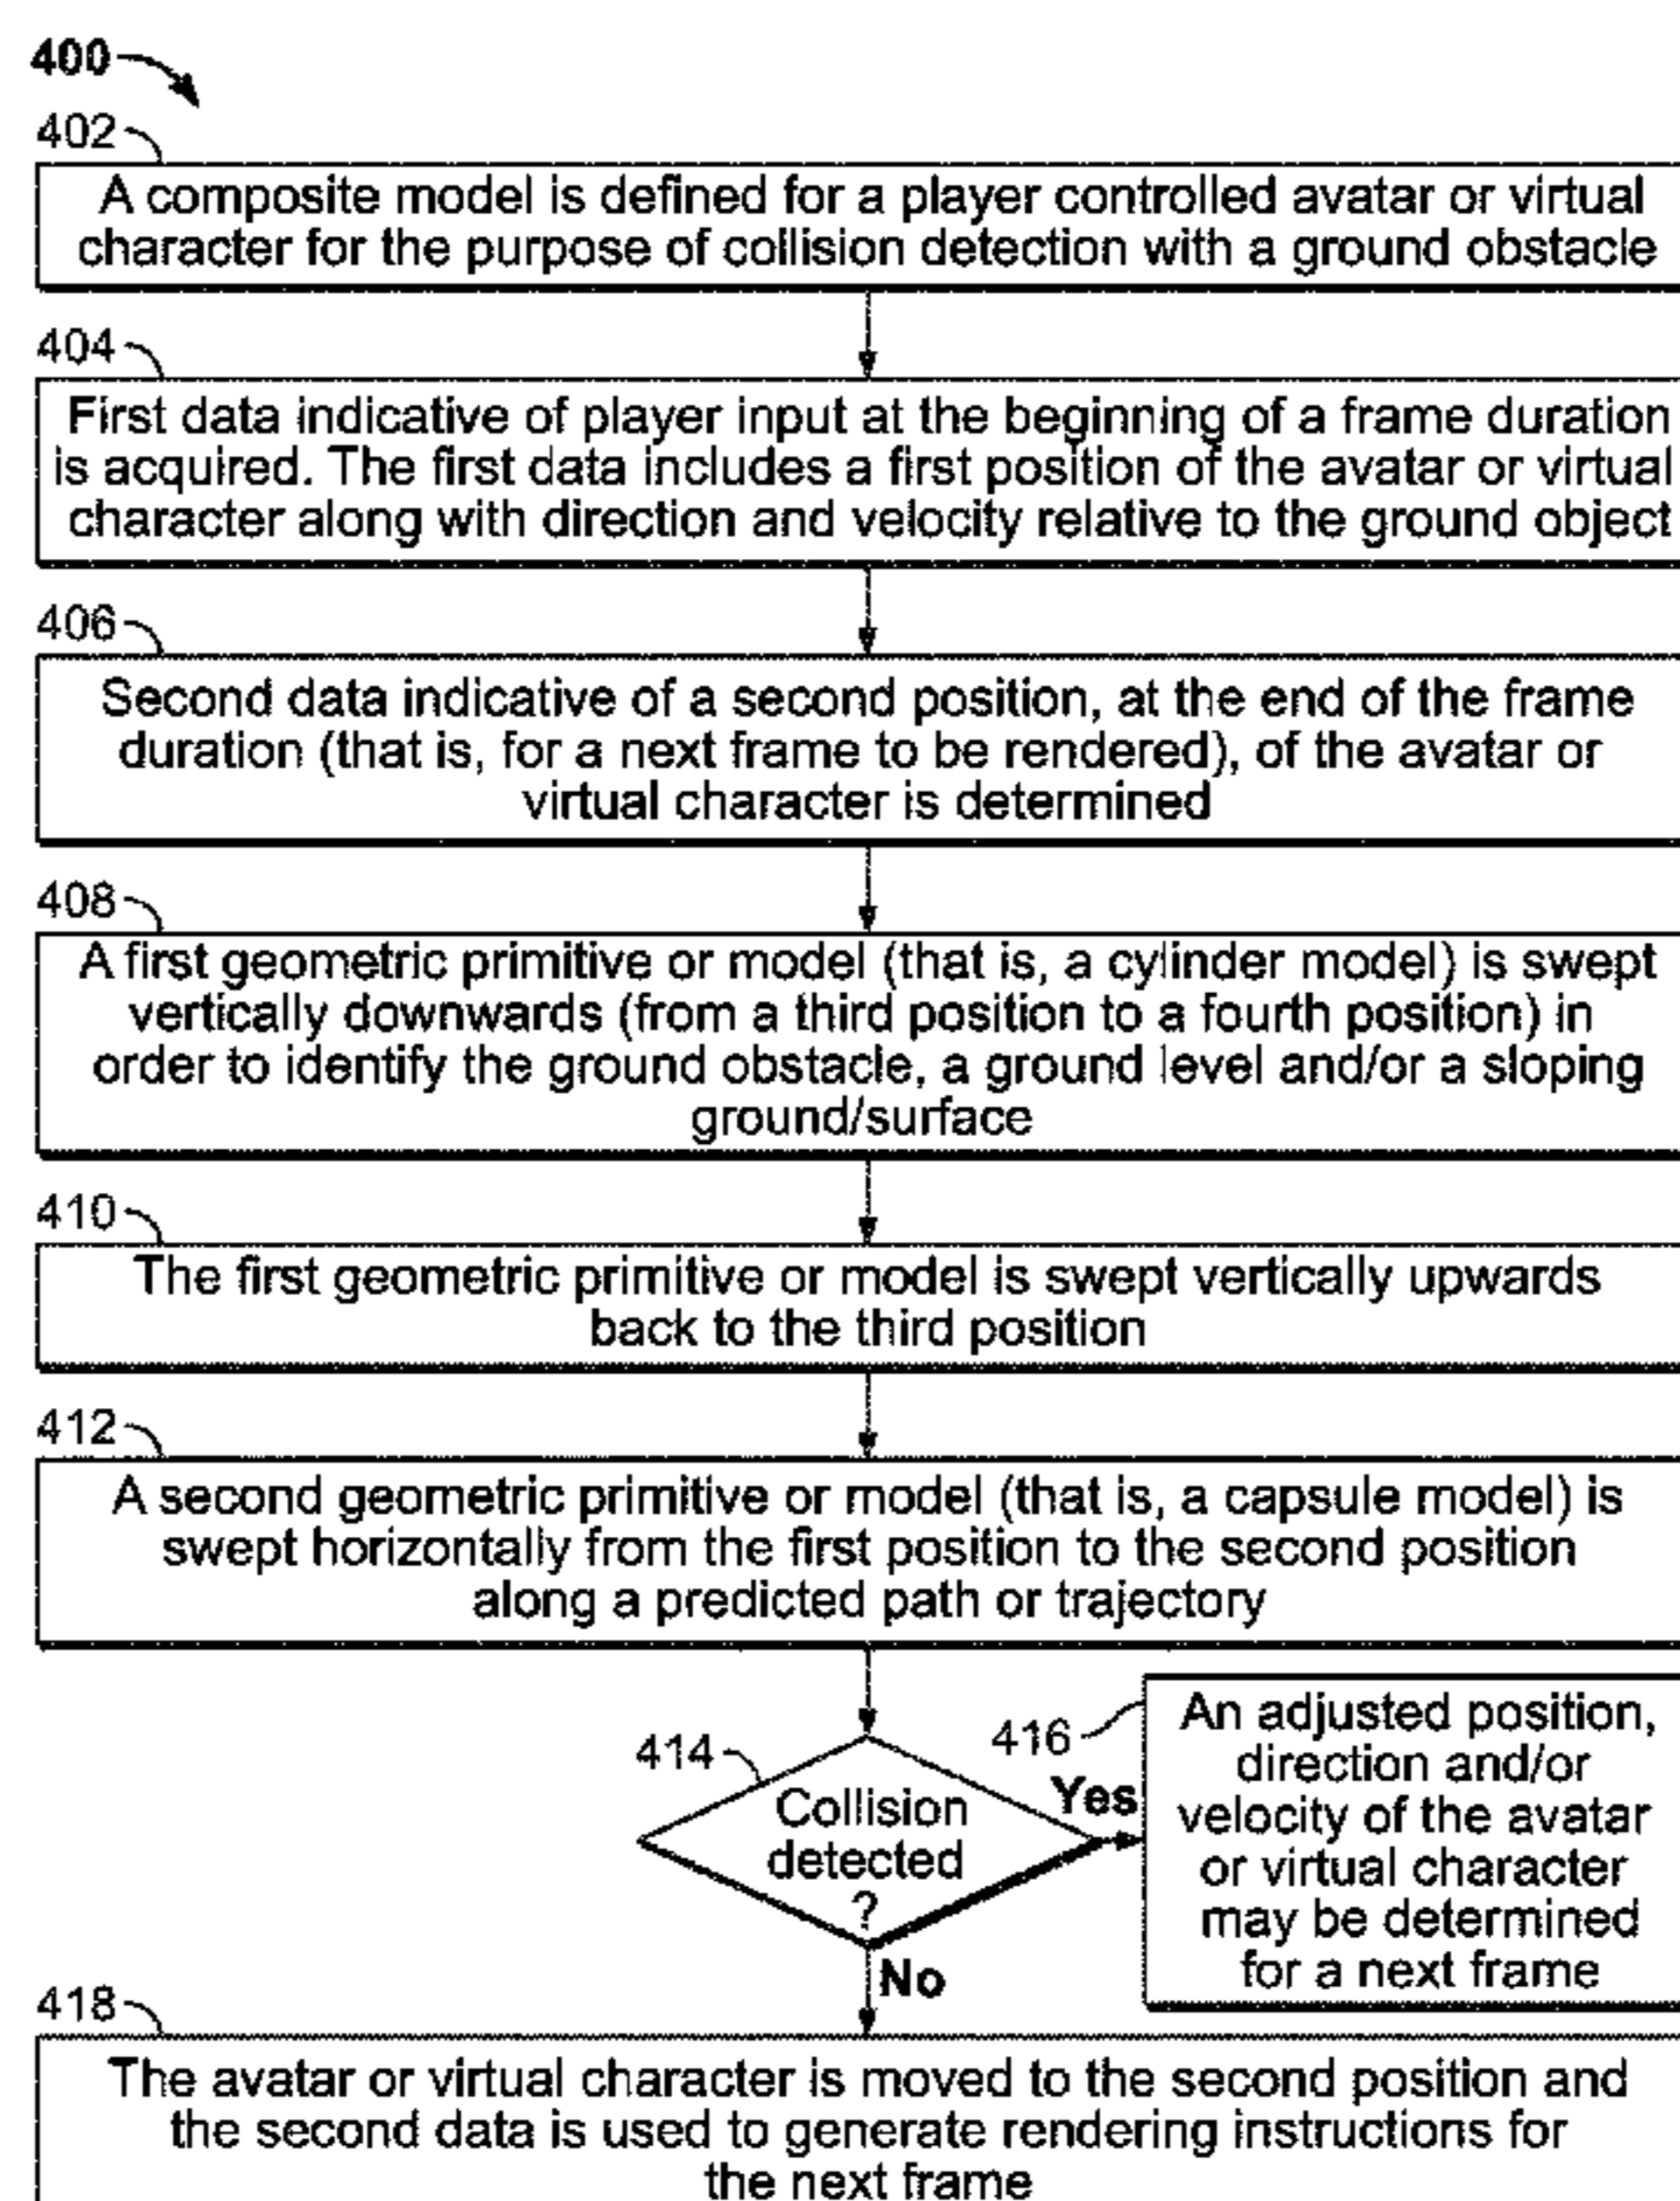 400
402
A composite model is defined for a player controlled avatar or virtual
character for the purpose of collision detection with a ground obstacle
404
First data indicative of player input at the beginning of a frame duration
is acquired. The first data includes a first position of the avatar or virtual
character along with direction and velocity relative to the ground object
406
Second data indicative of a second position, at the end of the frame
duration (that is, for a next frame to be rendered), of the avatar or
virtual character is determined
408
A first geometric primitive or model (that is, a cylinder model) is swept
vertically downwards (from a third position to a fourth position) in
order to identify the ground obstacle, a ground level and/or a sloping
ground/surface
410
The first geometric primitive or model is swept vertically upwards
back to the third position
412
A second geometric primitive or model (that is, a capsule model) is
swept horizontally from the first position to the second position
along a predicted path or trajectory
414
Collision
detected
?
Yes
No
416
An adjusted position,
direction and/or
velocity of the avatar
or virtual character
may be determined
for a next frame
418
The avatar or virtual character is moved to the second position and
the second data is used to generate rendering instructions for
the next frame